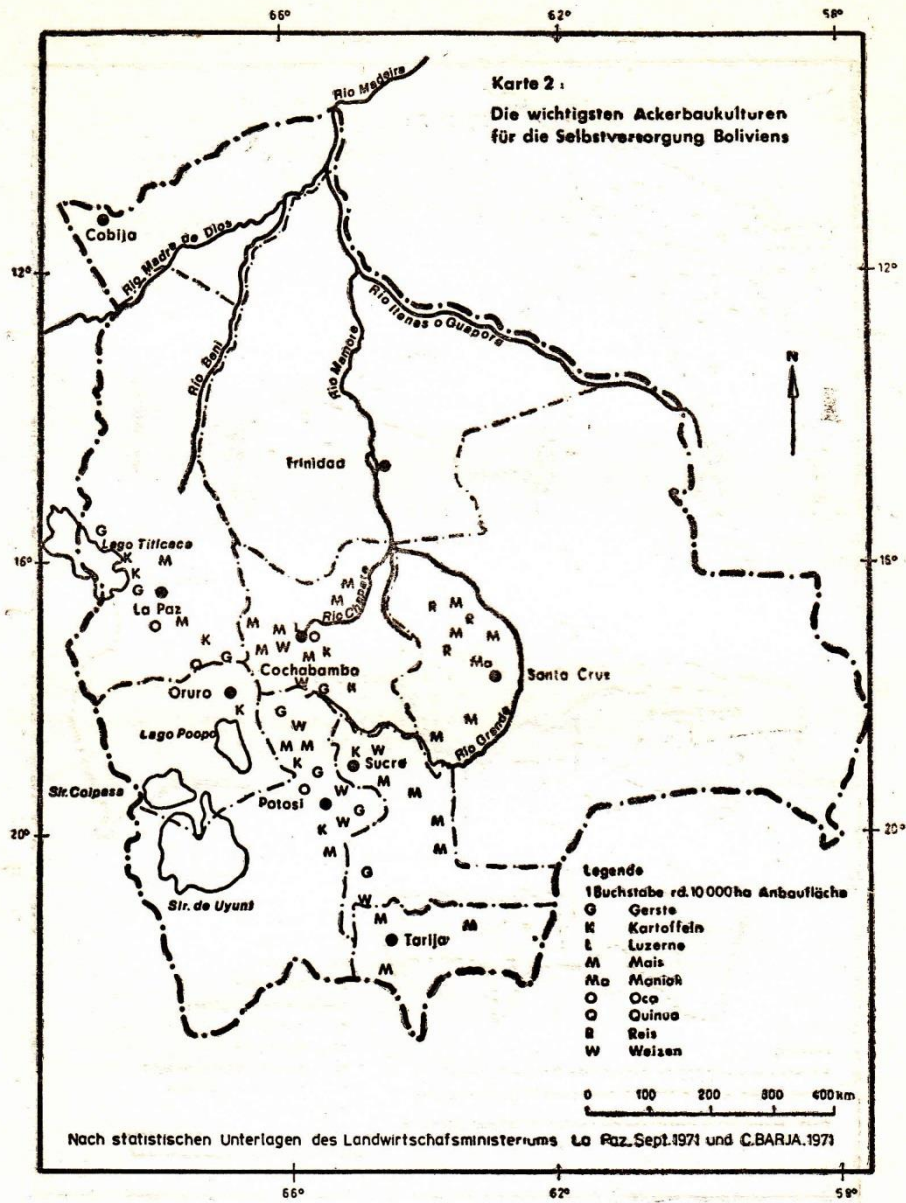 66° 62° 58°
Karte 2 :
Die wichtigsten Ackerbaukulturen
für die Selbstversorgung Boliviens
Rio Madeira
Cobija
Rio Madre de Dios
12° 12°
Rio Beni
Rio Mamore
Rio Itenes o Guapore
N
Trinidad
Lago Titicaca
G
K M
K
G
16° 15°
La Paz
O M
K
Q G
M
M
Rio Chapare
M M O
M W K
M
Cochabamba
W G K
R M
M R M
R
Ma
Santa Cruz
M
M
Rio Grande
Oruro
K
Lago Poopo
G
W
M M
K
G
O
K W
Sucre
M
W M
Slr. Coipasa
Potosi
G
K W
M
M
M
20° 20°
Slr. de Uyuni
G
W
M M
Tarija
M
Legende
1 Buchstabe rd. 10 000 ha Anbaufläche
G Gerste
K Kartoffeln
Ł Luzerne
M Mais
Ma Maniok
O Oca
Q Quinua
R Reis
W Weizen
0 100 200 300 400 km
Nach statistischen Unterlagen des Landwirtschafsministeriums La Paz, Sept.1971 und C.BARJA.1971
66° 62° 58°